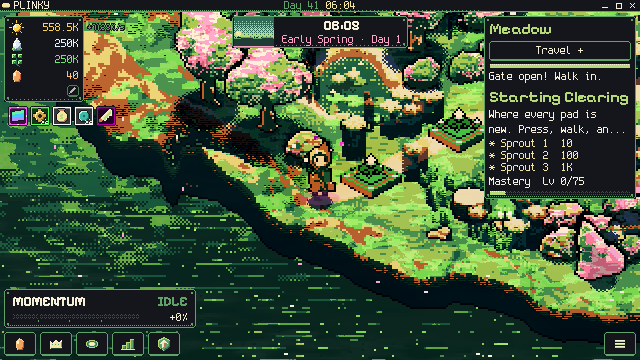 PLINKY
Day 41 06:04
558.5K
250K
250K
40
06:08
Early Spring · Day 1
Meadow
Travel +
Gate open! Walk in.
Starting Clearing
Where every pad is
new. Press, walk, an...
* Sprout 1 10
* Sprout 2 100
* Sprout 3 1K
Mastery Lv 0/75
MOMENTUM IDLE
+0%